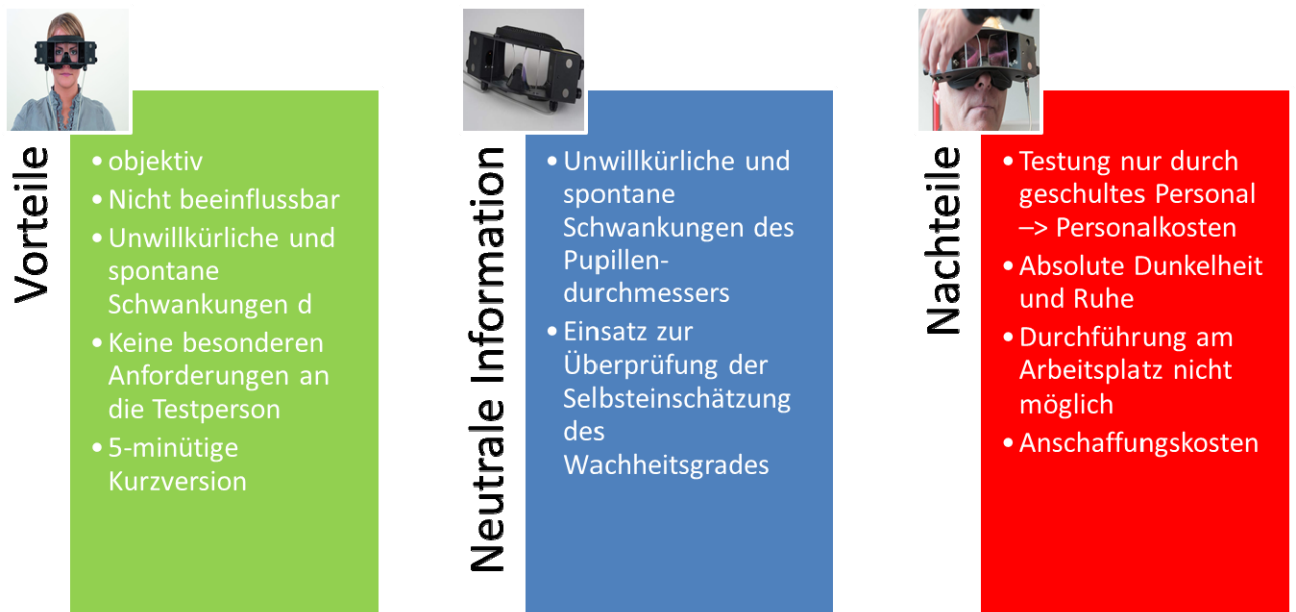 Vorteile
• objektiv
• Nicht beeinflussbar
• Unwillkürliche und
spontane
Schwankungen d
• Keine besonderen
Anforderungen an
die Testperson
• 5-minütige
Kurzversion
Neutrale Information
• Unwillkürliche und
spontane
Schwankungen des
Pupillen-
durchmessers
• Einsatz zur
Überprüfung der
Selbsteinschätzung
des
Wachheitsgrades
Nachteile
• Testung nur durch
geschultes Personal
–> Personalkosten
• Absolute Dunkelheit
und Ruhe
• Durchführung am
Arbeitsplatz nicht
möglich
• Anschaffungskosten